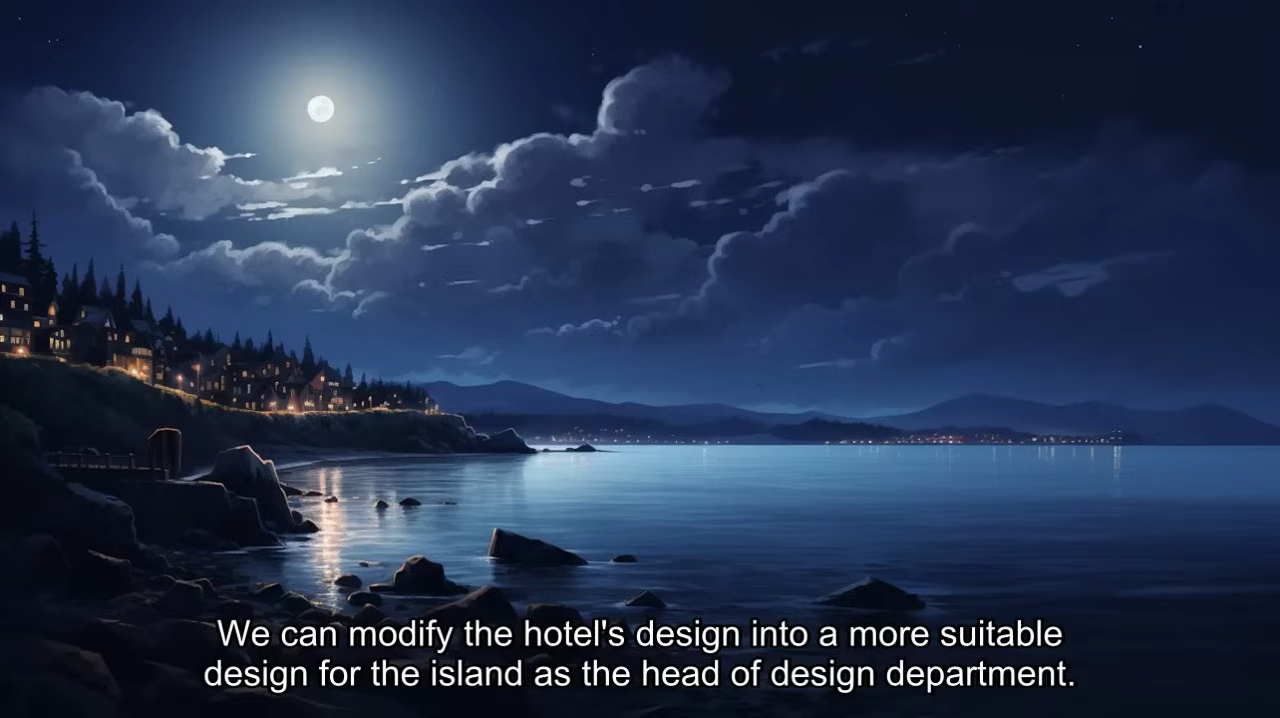 We can modify the hotel's design into a more suitable
design for the island as the head of design department.